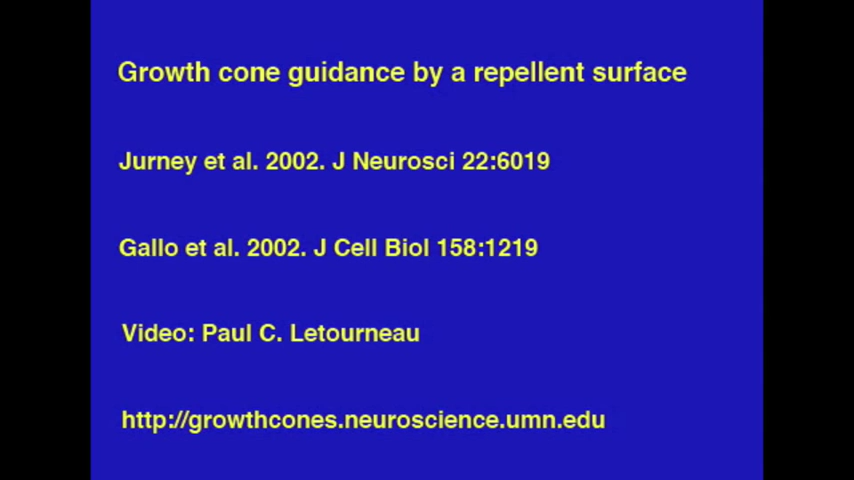 Growth cone guidance by a repellent surface
Jurney et al. 2002. J Neurosci 22:6019
Gallo et al. 2002. J Cell Biol 158:1219
Video: Paul C. Letourneau
http://growthcones.neuroscience.umn.edu